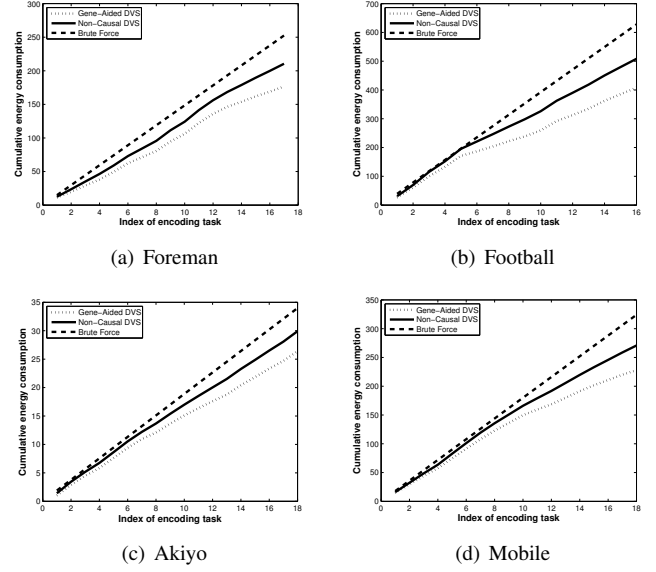 300
250
200
150
100
50
0
0 2 4 6 8 10 12 14 16 18
Cumulative energy consumption
Index of encoding task
Gene-Aided DVS
Non-Causal DVS
Brute Force
(a) Foreman
700
600
500
400
300
200
100
0
0 2 4 6 8 10 12 14 16
Cumulative energy consumption
Index of encoding task
Gene-Aided DVS
Non-Causal DVS
Brute Force
(b) Football
35
30
25
20
15
10
5
0
0 2 4 6 8 10 12 14 16 18
Cumulative energy consumption
Index of encoding task
Gene-Aided DVS
Non-Causal DVS
Brute Force
(c) Akiyo
350
300
250
200
150
100
50
0
0 2 4 6 8 10 12 14 16 18
Cumulative energy consumption
Index of encoding task
Gene-Aided DVS
Non-Causal DVS
Brute Force
(d) Mobile